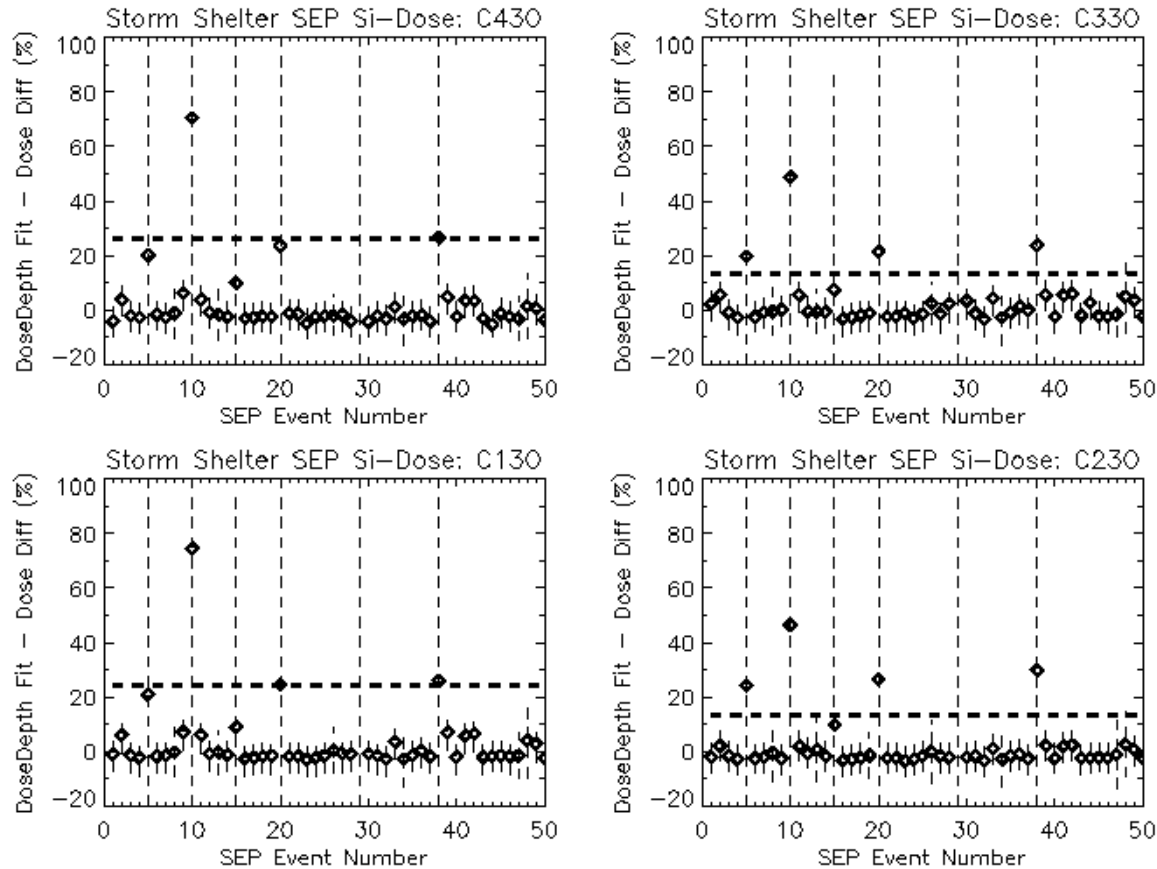 Storm Shelter SEP Si-Dose: C430
DoseDepth Fit - Dose Diff (%)
100
80
60
40
20
0
-20
0 10 20 30 40 50
SEP Event Number
Storm Shelter SEP Si-Dose: C330
DoseDepth Fit - Dose Diff (%)
100
80
60
40
20
0
-20
0 10 20 30 40 50
SEP Event Number
Storm Shelter SEP Si-Dose: C130
DoseDepth Fit - Dose Diff (%)
100
80
60
40
20
0
-20
0 10 20 30 40 50
SEP Event Number
Storm Shelter SEP Si-Dose: C230
DoseDepth Fit - Dose Diff (%)
100
80
60
40
20
0
-20
0 10 20 30 40 50
SEP Event Number